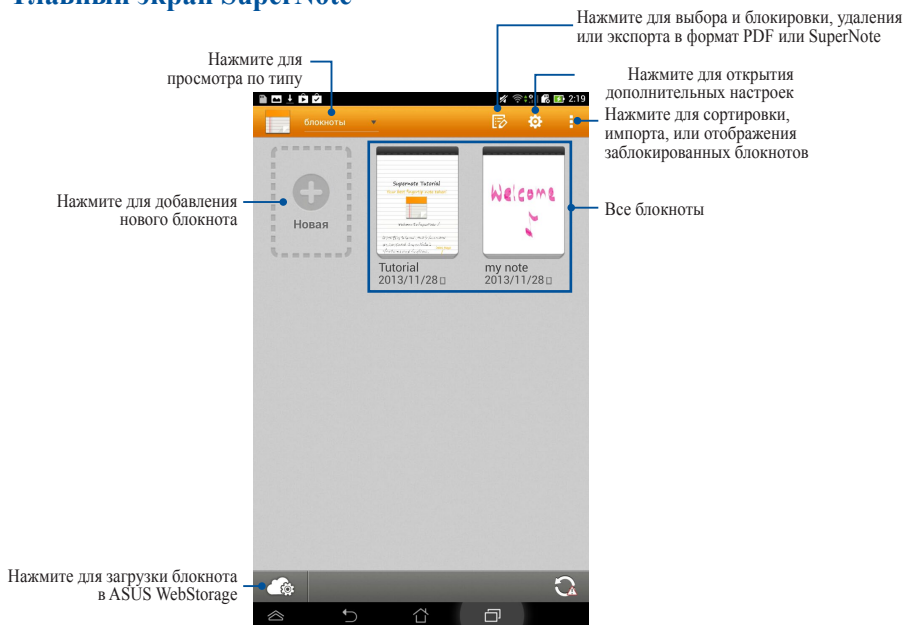 Главный экран SuperNote
Нажмите для выбора и блокировки, удаления
или экспорта в формат PDF или SuperNote
Нажмите для
просмотра по типу
Нажмите для открытия
дополнительных настроек
2:19
блокноты
Нажмите для сортировки,
импорта, или отображения
заблокированных блокнотов
Supernote Tutorial
Welcome
Нажмите для добавления
нового блокнота
Новая
Все блокноты
Tutorial
2013/11/28
my note
2013/11/28
Нажмите для загрузки блокнота
в ASUS WebStorage